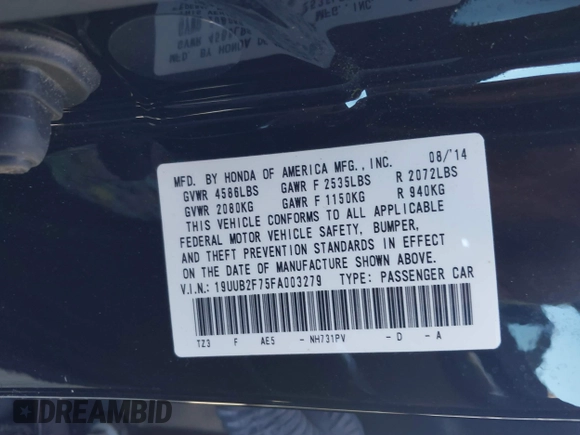 MFD. BY HONDA OF AMERICA MFG., INC. 08/'14
GVWR 4586LBS GAWR F 2535LBS R 2072LBS
GVWR 2080KG GAWR F 1150KG R 940KG
THIS VEHICLE CONFORMS TO ALL APPLICABLE
FEDERAL MOTOR VEHICLE SAFETY, BUMPER,
AND THEFT PREVENTION STANDARDS IN EFFECT
ON THE DATE OF MANUFACTURE SHOWN ABOVE.
V.I.N.: 19UUB2F75FA003279 TYPE: PASSENGER CAR
TZ3 F AE5 - NH731PV - D - A
DREAMBID